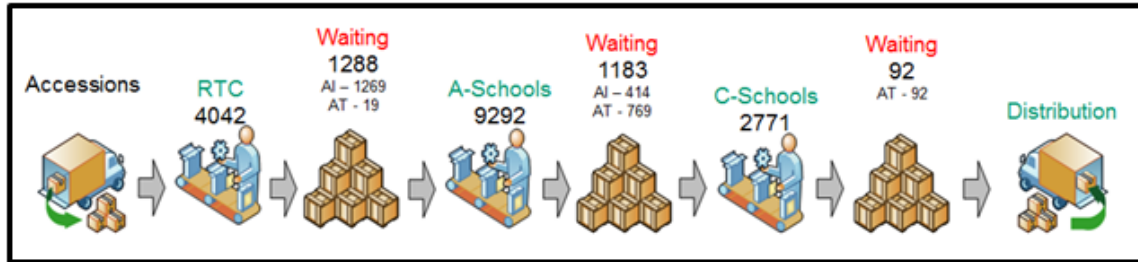 Accessions
RTC
4042
Waiting
1288
AI – 1269
AT - 19
A-Schools
9292
Waiting
1183
AI – 414
AT - 769
C-Schools
2771
Waiting
92
AT - 92
Distribution